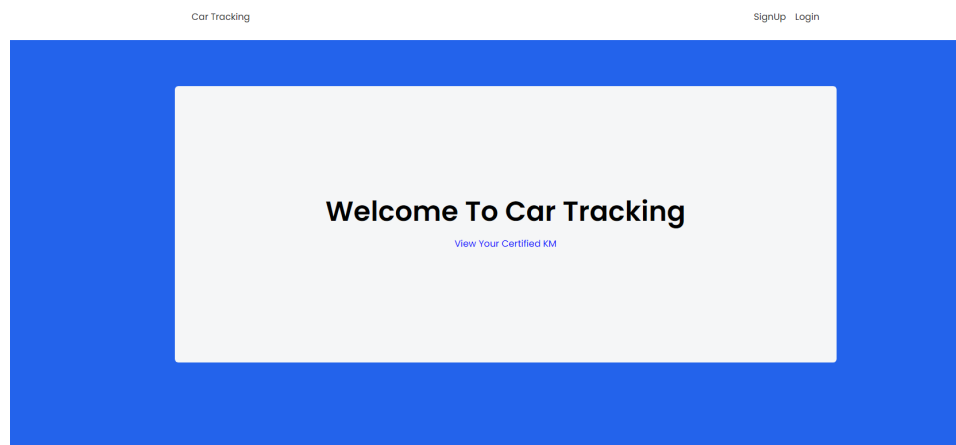 Car Tracking
SignUp Login
Welcome To Car Tracking
View Your Certified KM